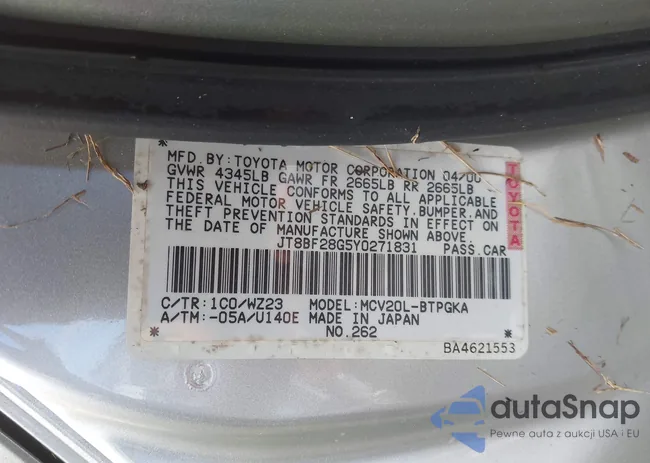 MFD. BY: TOYOTA MOTOR CORPORATION 04/00
GVWR 4345LB GAWR FR 2665LB RR 2665LB
THIS VEHICLE CONFORMS TO ALL APPLICABLE
FEDERAL MOTOR VEHICLE SAFETY, BUMPER, AND
THEFT PREVENTION STANDARDS IN EFFECT ON
THE DATE OF MANUFACTURE SHOWN ABOVE.
JT8BF28G5Y0271831 PASS. CAR
TOYOTA
C/TR: 1C0/WZ23 MODEL: MCV20L-BTPGKA
A/TM: -05A/U140E MADE IN JAPAN
NO.262
BA4621553
autaSnap
Pewne auta z aukcji USA i EU